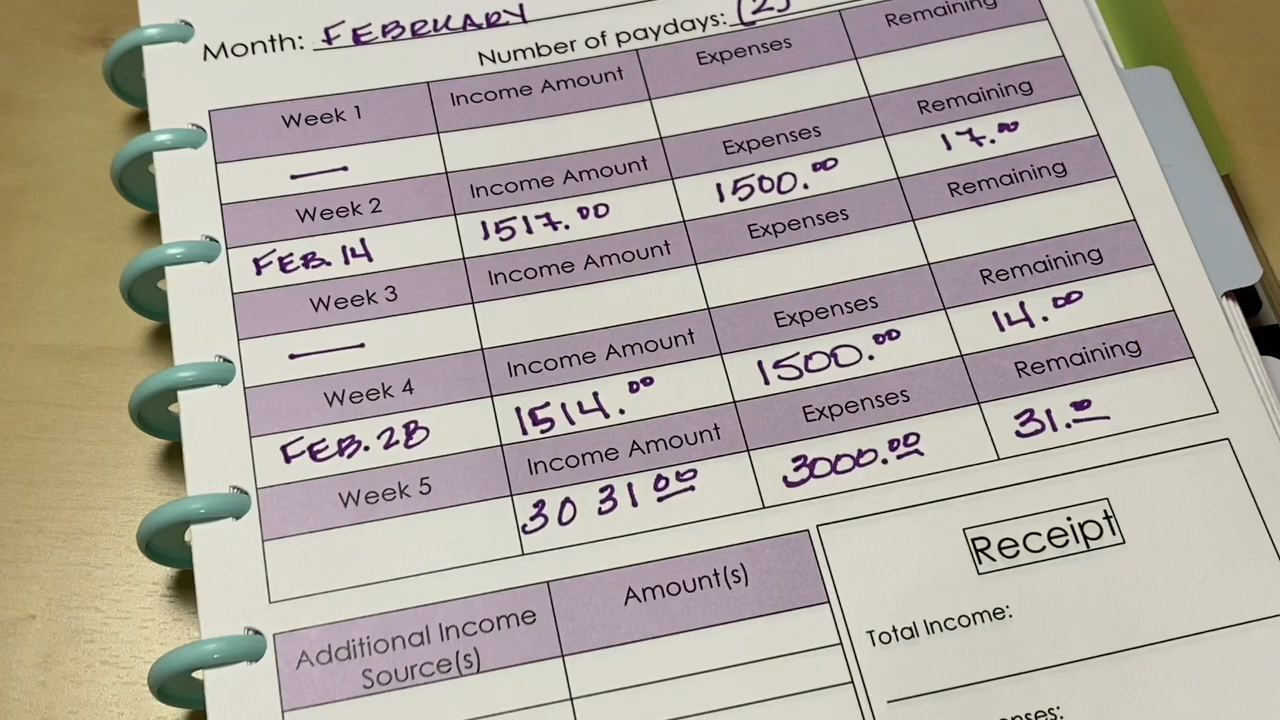 Month: FEBRUARY
Number of paydays: (2)
Week 1 Income Amount Expenses Remaining
—
Week 2 Income Amount Expenses Remaining
FEB. 14 1517.00 1500.00 17.00
Week 3 Income Amount Expenses Remaining
—
Week 4 Income Amount Expenses Remaining
FEB. 28 1514.00 1500.00 14.00
Week 5 Income Amount Expenses Remaining
3031 00 3000.00 31.00
Additional Income Amount(s)
Source(s)
Receipt
Total Income: